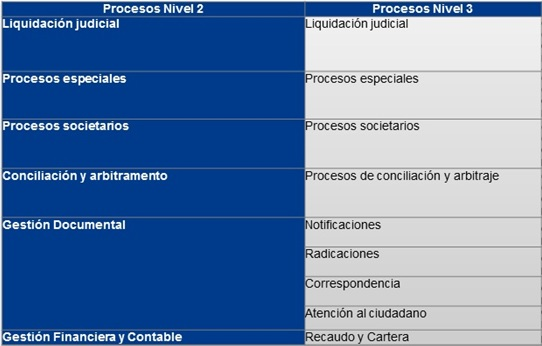 Procesos Nivel 2 Procesos Nivel 3
Liquidación judicial Liquidación judicial
Procesos especiales Procesos especiales
Procesos societarios Procesos societarios
Conciliación y arbitramento Procesos de conciliación y arbitraje
Gestión Documental Notificaciones
Radicaciones
Correspondencia
Atención al ciudadano
Gestión Financiera y Contable Recaudo y Cartera